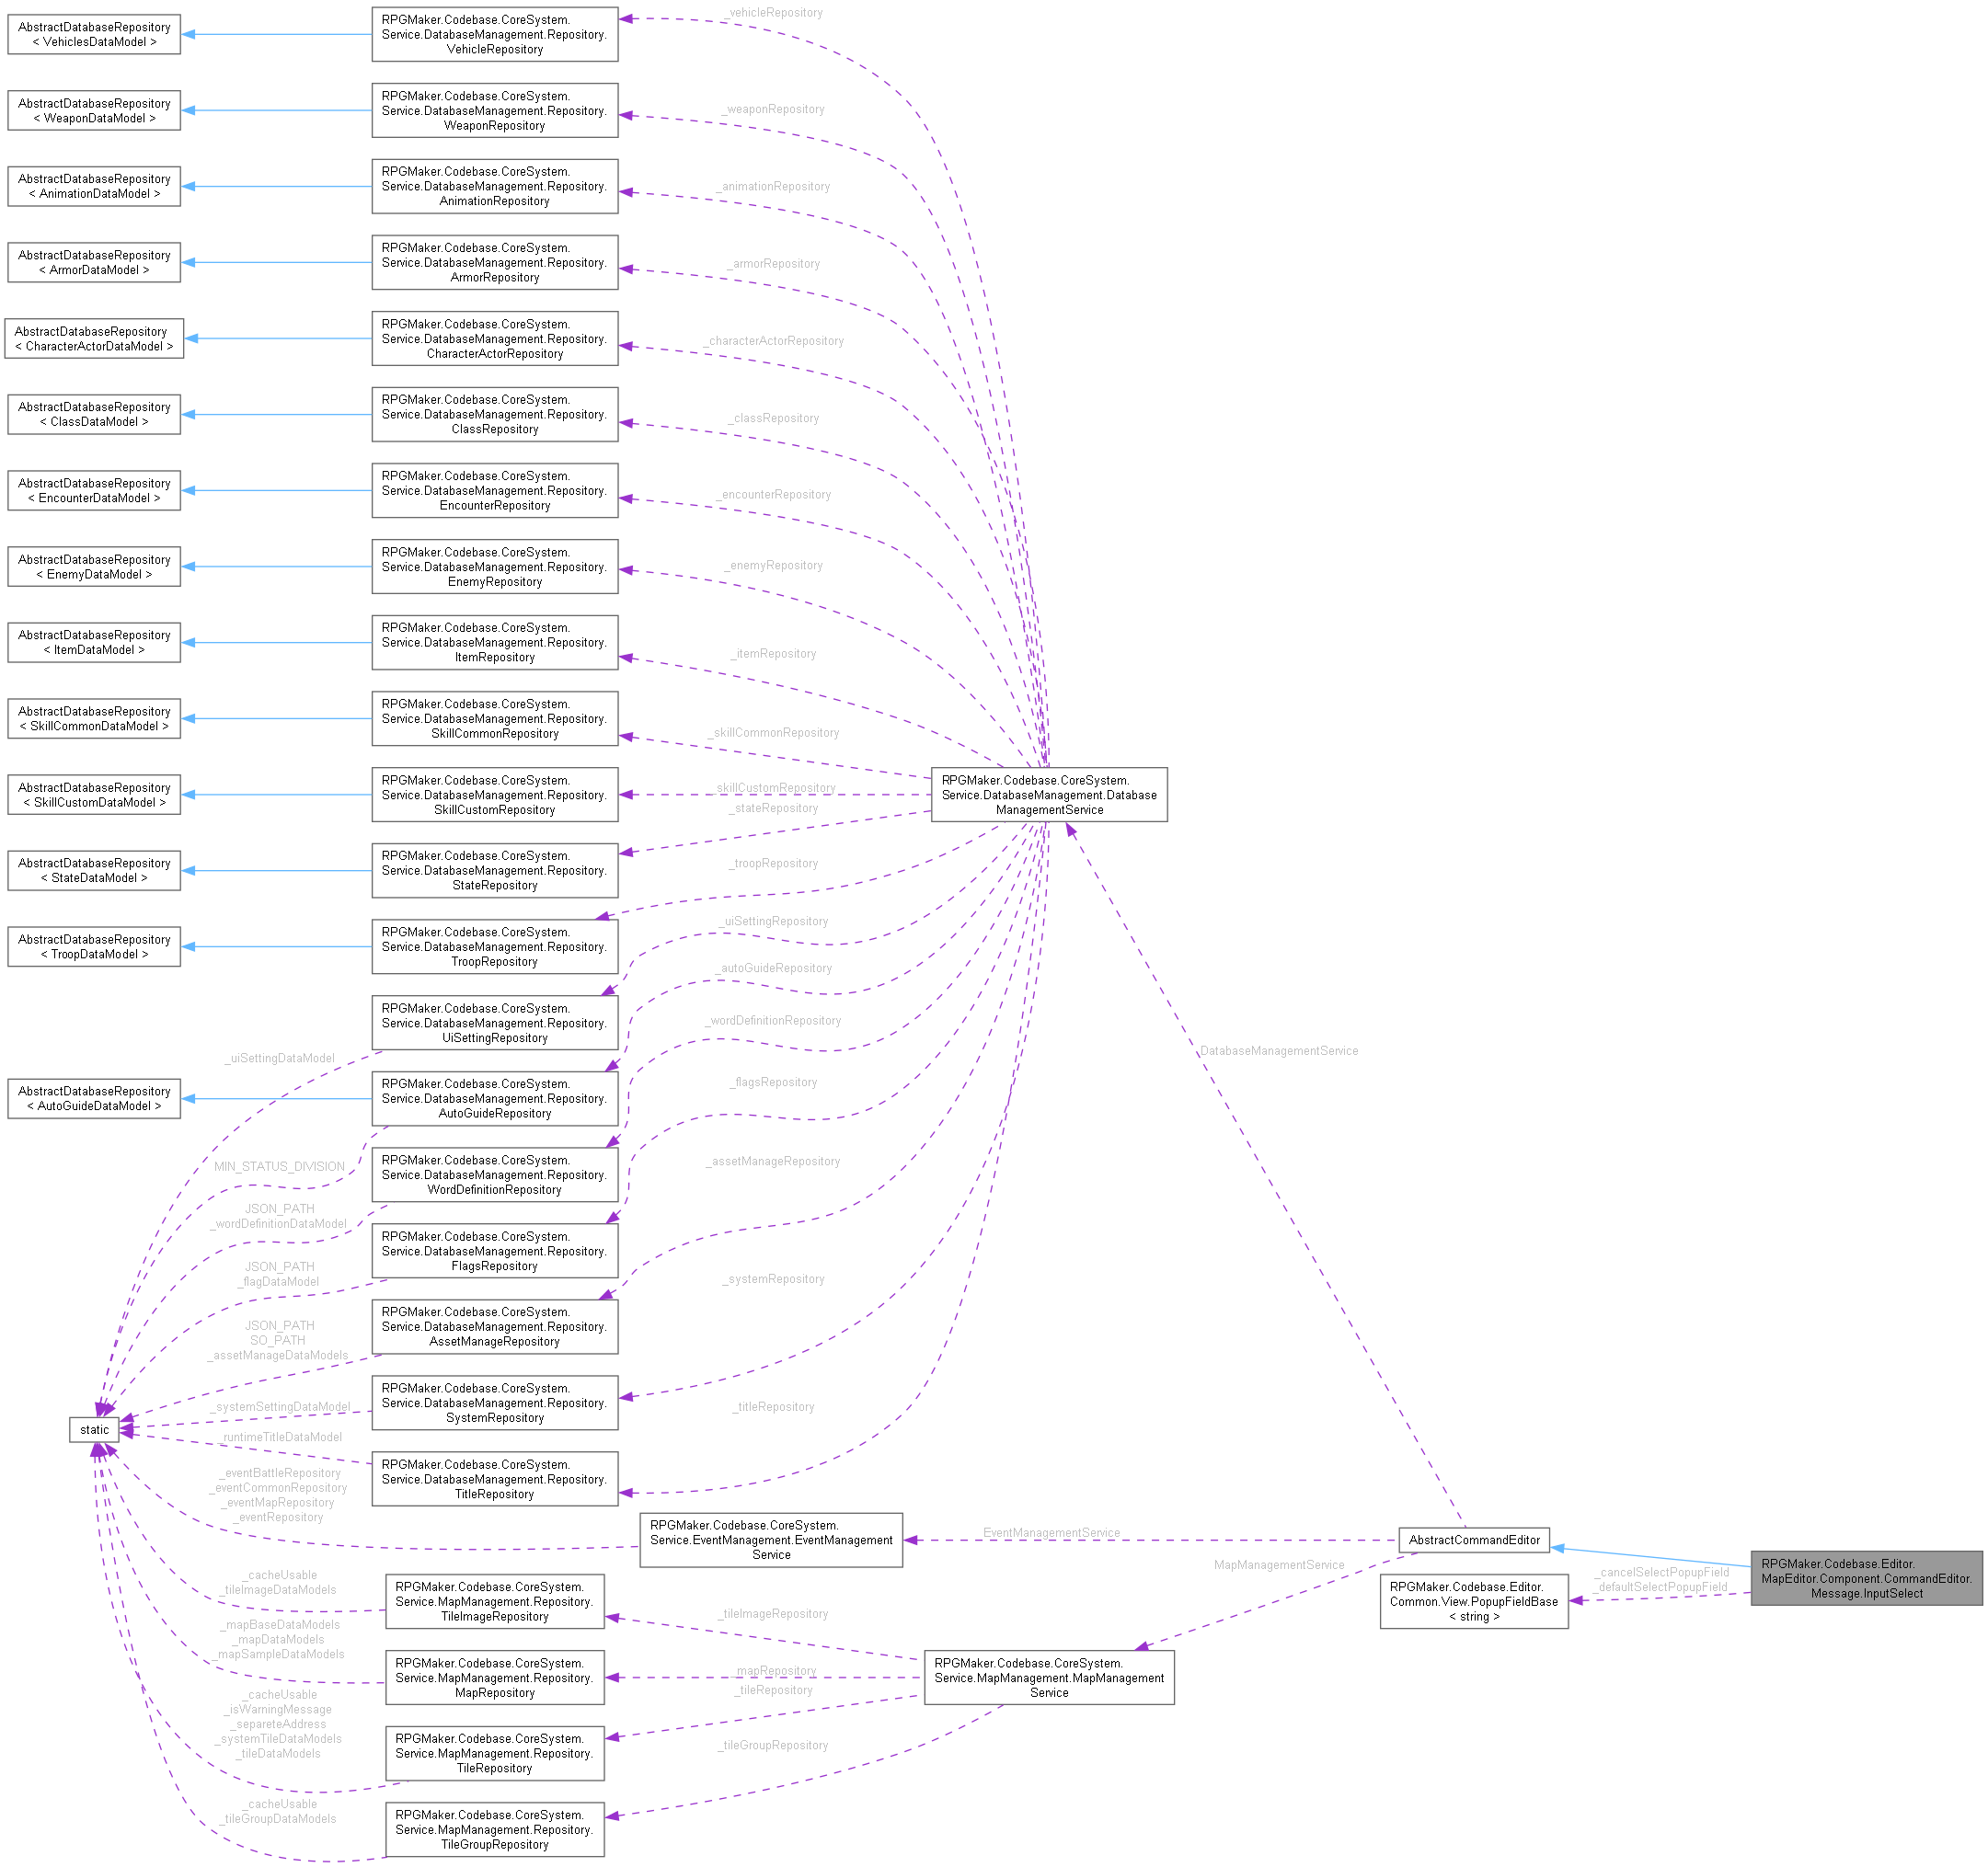 AbstractDatabaseRepository
< VehiclesDataModel >
AbstractDatabaseRepository
< WeaponDataModel >
AbstractDatabaseRepository
< AnimationDataModel >
AbstractDatabaseRepository
< ArmorDataModel >
AbstractDatabaseRepository
< CharacterActorDataModel >
AbstractDatabaseRepository
< ClassDataModel >
AbstractDatabaseRepository
< EncounterDataModel >
AbstractDatabaseRepository
< EnemyDataModel >
AbstractDatabaseRepository
< ItemDataModel >
AbstractDatabaseRepository
< SkillCommonDataModel >
AbstractDatabaseRepository
< SkillCustomDataModel >
AbstractDatabaseRepository
< StateDataModel >
AbstractDatabaseRepository
< TroopDataModel >
AbstractDatabaseRepository
< AutoGuideDataModel >
static
_uiSettingDataModel
MIN_STATUS_DIVISION
JSON_PATH
_wordDefinitionDataModel
JSON_PATH
_flagDataModel
JSON_PATH
SO_PATH
_assetManageDataModels
_systemSettingDataModel
_runtimeTitleDataModel
_eventBattleRepository
_eventCommonRepository
_eventMapRepository
_eventRepository
_cacheUsable
_tileImageDataModels
_mapBaseDataModels
_mapDataModels
_mapSampleDataModels
_cacheUsable
_isWarningMessage
_separeteAddress
_systemTileDataModels
_tileDataModels
_cacheUsable
_tileGroupDataModels
RPGMaker.Codebase.CoreSystem.
Service.DatabaseManagement.Repository.
VehicleRepository
RPGMaker.Codebase.CoreSystem.
Service.DatabaseManagement.Repository.
WeaponRepository
RPGMaker.Codebase.CoreSystem.
Service.DatabaseManagement.Repository.
AnimationRepository
RPGMaker.Codebase.CoreSystem.
Service.DatabaseManagement.Repository.
ArmorRepository
RPGMaker.Codebase.CoreSystem.
Service.DatabaseManagement.Repository.
CharacterActorRepository
RPGMaker.Codebase.CoreSystem.
Service.DatabaseManagement.Repository.
ClassRepository
RPGMaker.Codebase.CoreSystem.
Service.DatabaseManagement.Repository.
EncounterRepository
RPGMaker.Codebase.CoreSystem.
Service.DatabaseManagement.Repository.
EnemyRepository
RPGMaker.Codebase.CoreSystem.
Service.DatabaseManagement.Repository.
ItemRepository
RPGMaker.Codebase.CoreSystem.
Service.DatabaseManagement.Repository.
SkillCommonRepository
RPGMaker.Codebase.CoreSystem.
Service.DatabaseManagement.Repository.
SkillCustomRepository
RPGMaker.Codebase.CoreSystem.
Service.DatabaseManagement.Repository.
StateRepository
RPGMaker.Codebase.CoreSystem.
Service.DatabaseManagement.Repository.
TroopRepository
RPGMaker.Codebase.CoreSystem.
Service.DatabaseManagement.Repository.
UiSettingRepository
RPGMaker.Codebase.CoreSystem.
Service.DatabaseManagement.Repository.
AutoGuideRepository
RPGMaker.Codebase.CoreSystem.
Service.DatabaseManagement.Repository.
WordDefinitionRepository
RPGMaker.Codebase.CoreSystem.
Service.DatabaseManagement.Repository.
FlagsRepository
RPGMaker.Codebase.CoreSystem.
Service.DatabaseManagement.Repository.
AssetManageRepository
RPGMaker.Codebase.CoreSystem.
Service.DatabaseManagement.Repository.
SystemRepository
RPGMaker.Codebase.CoreSystem.
Service.DatabaseManagement.Repository.
TitleRepository
RPGMaker.Codebase.CoreSystem.
Service.EventManagement.EventManagement
Service
RPGMaker.Codebase.CoreSystem.
Service.MapManagement.Repository.
TileImageRepository
RPGMaker.Codebase.CoreSystem.
Service.MapManagement.Repository.
MapRepository
RPGMaker.Codebase.CoreSystem.
Service.MapManagement.Repository.
TileRepository
RPGMaker.Codebase.CoreSystem.
Service.MapManagement.Repository.
TileGroupRepository
_vehicleRepository
_weaponRepository
_animationRepository
_armorRepository
_characterActorRepository
_classRepository
_encounterRepository
_enemyRepository
_itemRepository
_skillCommonRepository
_skillCustomRepository
_stateRepository
_troopRepository
_uiSettingRepository
_autoGuideRepository
_wordDefinitionRepository
_flagsRepository
_assetManageRepository
_systemRepository
_titleRepository
_tileImageRepository
_mapRepository
_tileRepository
_tileGroupRepository
RPGMaker.Codebase.CoreSystem.
Service.DatabaseManagement.Database
ManagementService
DatabaseManagementService
EventManagementService
MapManagementService
RPGMaker.Codebase.CoreSystem.
Service.MapManagement.MapManagement
Service
AbstractCommandEditor
RPGMaker.Codebase.Editor.
Common.View.PopupFieldBase
< string >
_cancelSelectPopupField
_defaultSelectPopupField
RPGMaker.Codebase.Editor.
MapEditor.Component.CommandEditor.
Message.InputSelect